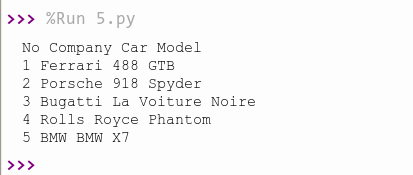 >>> %Run 5.py
No Company Car Model
1 Ferrari 488 GTB
2 Porsche 918 Spyder
3 Bugatti La Voiture Noire
4 Rolls Royce Phantom
5 BMW BMW X7
>>>